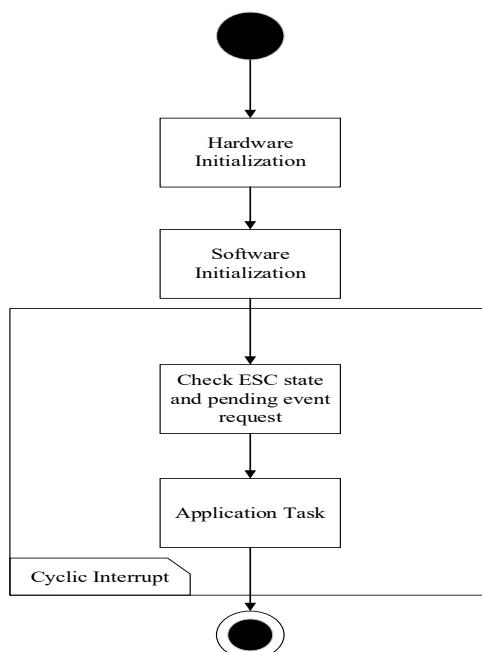 Hardware
Initialization
Software
Initialization
Check ESC state
and pending event
request
Application Task
Cyclic Interrupt